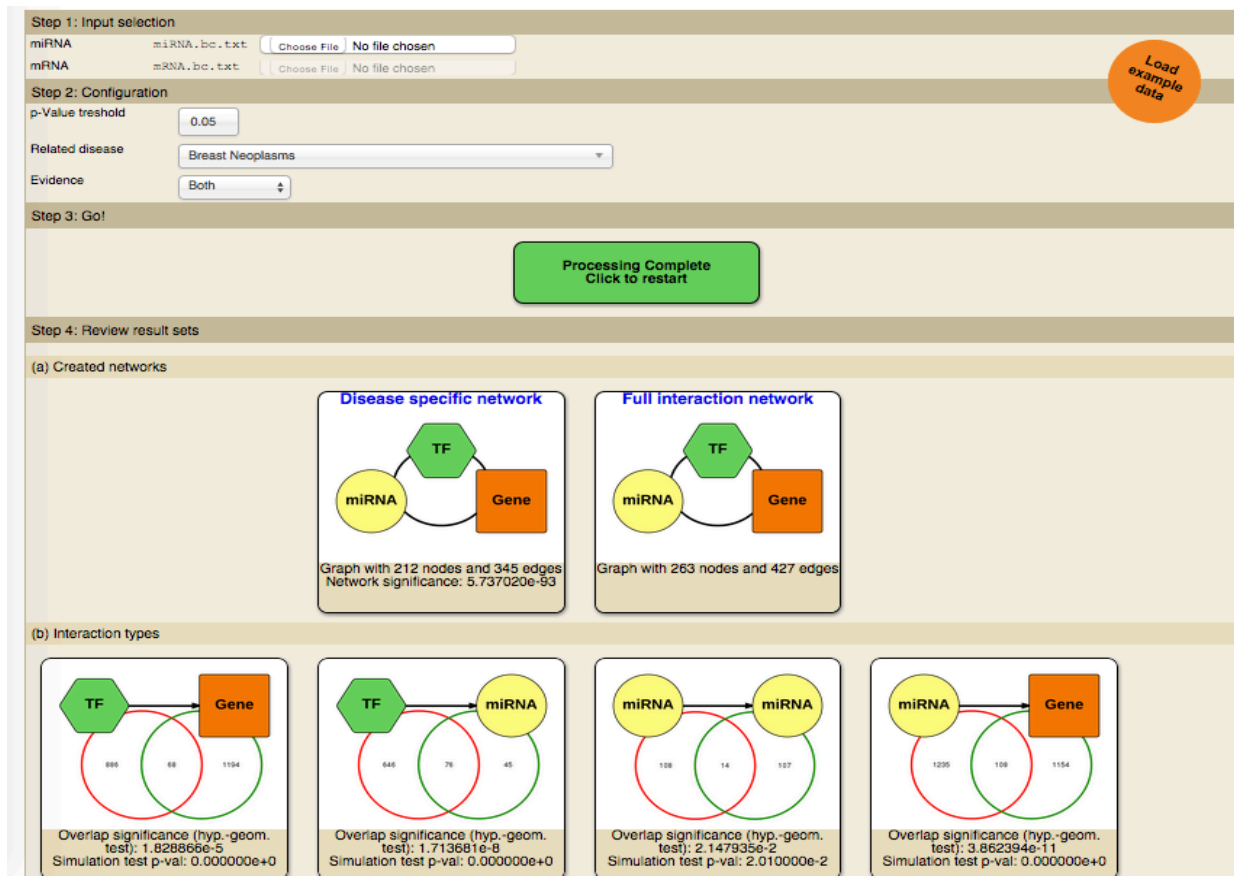 Step 1: Input selection
miRNA miRNA.bc.txt Choose File No file chosen
mRNA mRNA.bc.txt Choose File No file chosen
Load
example
data
Step 2: Configuration
p-Value treshold 0.05
Related disease Breast Neoplasms
Evidence Both
Step 3: Go!
Processing Complete
Click to restart
Step 4: Review result sets
(a) Created networks
Disease specific network
TF
miRNA Gene
Graph with 212 nodes and 345 edges
Network significance: 5.737020e-93
Full interaction network
TF
miRNA Gene
Graph with 263 nodes and 427 edges
(b) Interaction types
TF Gene
886 68 1194
Overlap significance (hyp.-geom.
test): 1.828866e-5
Simulation test p-val: 0.000000e+0
TF miRNA
646 76 45
Overlap significance (hyp.-geom.
test): 1.713681e-8
Simulation test p-val: 0.000000e+0
miRNA miRNA
108 14 107
Overlap significance (hyp.-geom.
test): 2.147935e-2
Simulation test p-val: 2.010000e-2
miRNA Gene
1235 108 1154
Overlap significance (hyp.-geom.
test): 3.862394e-11
Simulation test p-val: 0.000000e+0